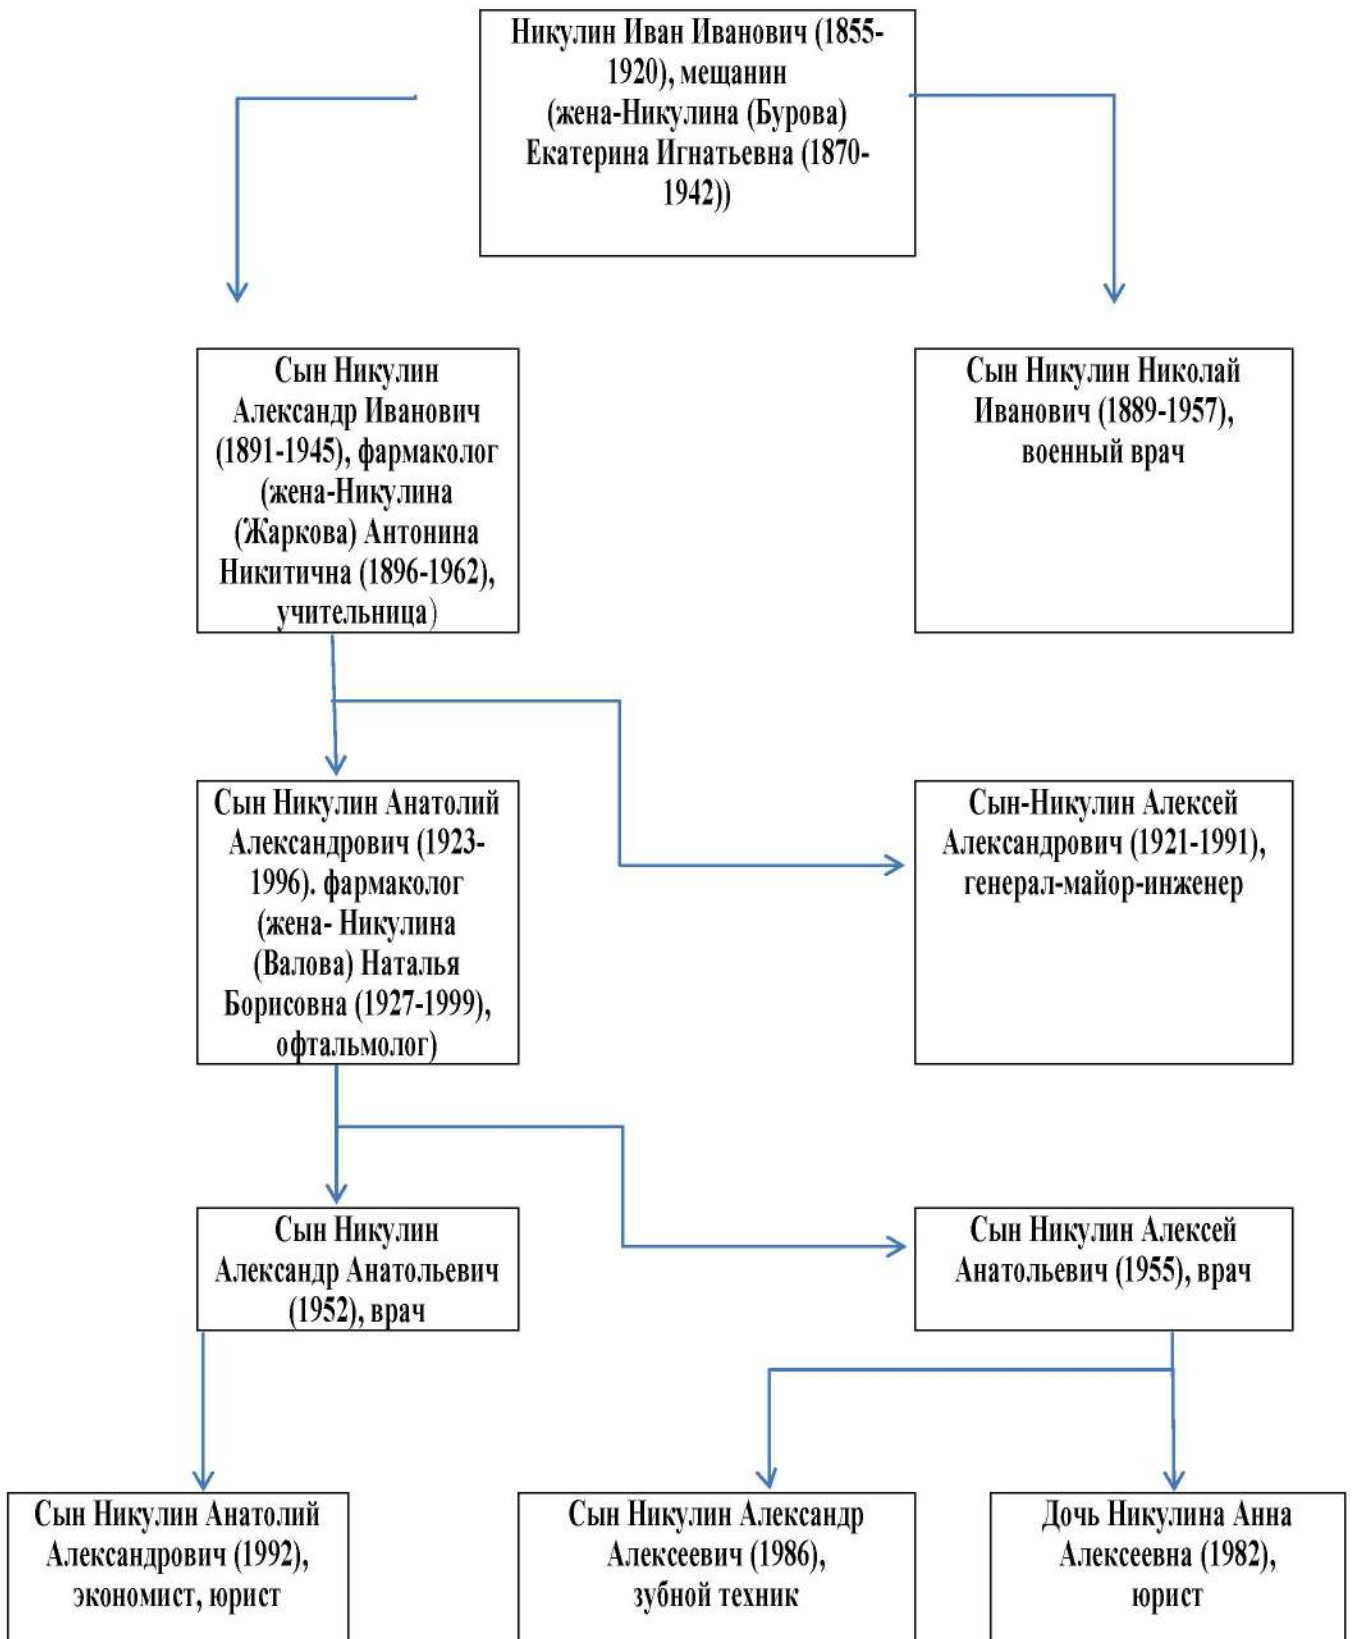 Никулин Иван Иванович (1855-
1920), мещанин
(жена-Никулина (Бурова)
Екатерина Игнатьевна (1870-
1942))
Сын Никулин
Александр Иванович
(1891-1945), фармаколог
(жена-Никулина
(Жаркова) Антонина
Никитична (1896-1962),
учительница)
Сын Никулин Николай
Иванович (1889-1957),
военный врач
Сын Никулин Анатолий
Александрович (1923-
1996). фармаколог
(жена- Никулина
(Валова) Наталья
Борисовна (1927-1999),
офтальмолог)
Сын-Никулин Алексей
Александрович (1921-1991),
генерал-майор-инженер
Сын Никулин
Александр Анатольевич
(1952), врач
Сын Никулин Алексей
Анатольевич (1955), врач
Сын Никулин Анатолий
Александрович (1992),
экономист, юрист
Сын Никулин Александр
Алексеевич (1986),
зубной техник
Дочь Никулина Анна
Алексеевна (1982),
юрист